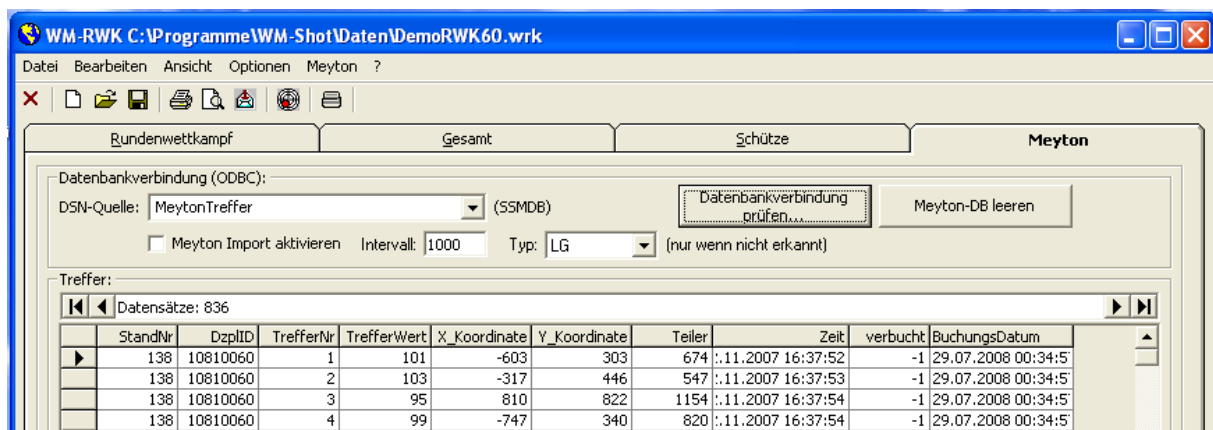 WM-RWK C:\Programme\WM-Shot\Daten\DemoRWK60.wrk
Datei Bearbeiten Ansicht Optionen Meyton ?
Rundenwettkampf Gesamt Schütze Meyton
Datenbankverbindung (ODBC):
DSN-Quelle: MeytonTreffer (SSMDB) Datenbankverbindung prüfen... Meyton-DB leeren
Meyton Import aktivieren Intervall: 1000 Typ: LG (nur wenn nicht erkannt)
Treffer:
Datensätze: 836
StandNr DzplID TrefferNr TrefferWert X_Koordinate Y_Koordinate Teiler Zeit verbucht BuchungsDatum
138 10810060 1 101 -603 303 674 :.11.2007 16:37:52 -1 29.07.2008 00:34:5
138 10810060 2 103 -317 446 547 :.11.2007 16:37:53 -1 29.07.2008 00:34:5
138 10810060 3 95 810 822 1154 :.11.2007 16:37:54 -1 29.07.2008 00:34:5
138 10810060 4 99 -747 340 820 :.11.2007 16:37:54 -1 29.07.2008 00:34:5